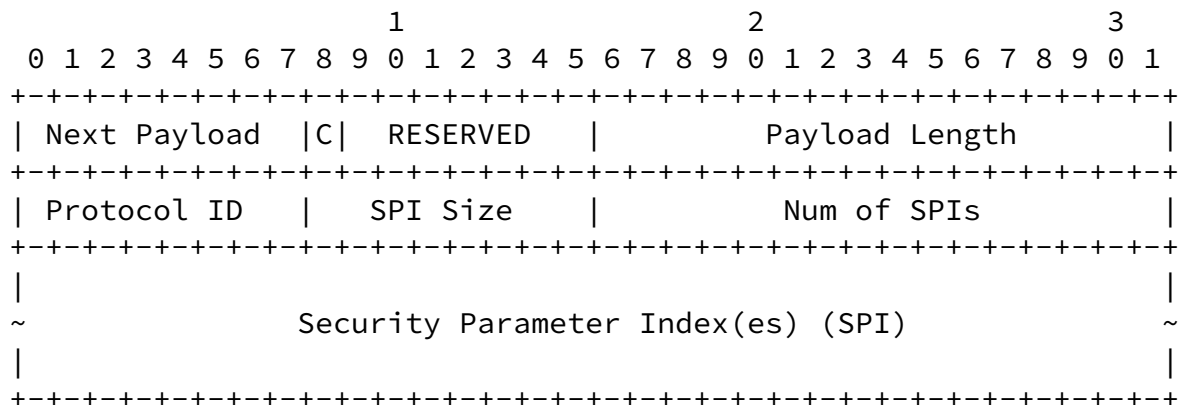 1                   2                   3
 0 1 2 3 4 5 6 7 8 9 0 1 2 3 4 5 6 7 8 9 0 1 2 3 4 5 6 7 8 9 0 1
+-+-+-+-+-+-+-+-+-+-+-+-+-+-+-+-+-+-+-+-+-+-+-+-+-+-+-+-+-+-+-+-+
| Next Payload  |C|  RESERVED   |         Payload Length        |
+-+-+-+-+-+-+-+-+-+-+-+-+-+-+-+-+-+-+-+-+-+-+-+-+-+-+-+-+-+-+-+-+
| Protocol ID   |   SPI Size    |          Num of SPIs          |
+-+-+-+-+-+-+-+-+-+-+-+-+-+-+-+-+-+-+-+-+-+-+-+-+-+-+-+-+-+-+-+-+
|                                                               |
~               Security Parameter Index(es) (SPI)              ~
|                                                               |
+-+-+-+-+-+-+-+-+-+-+-+-+-+-+-+-+-+-+-+-+-+-+-+-+-+-+-+-+-+-+-+-+